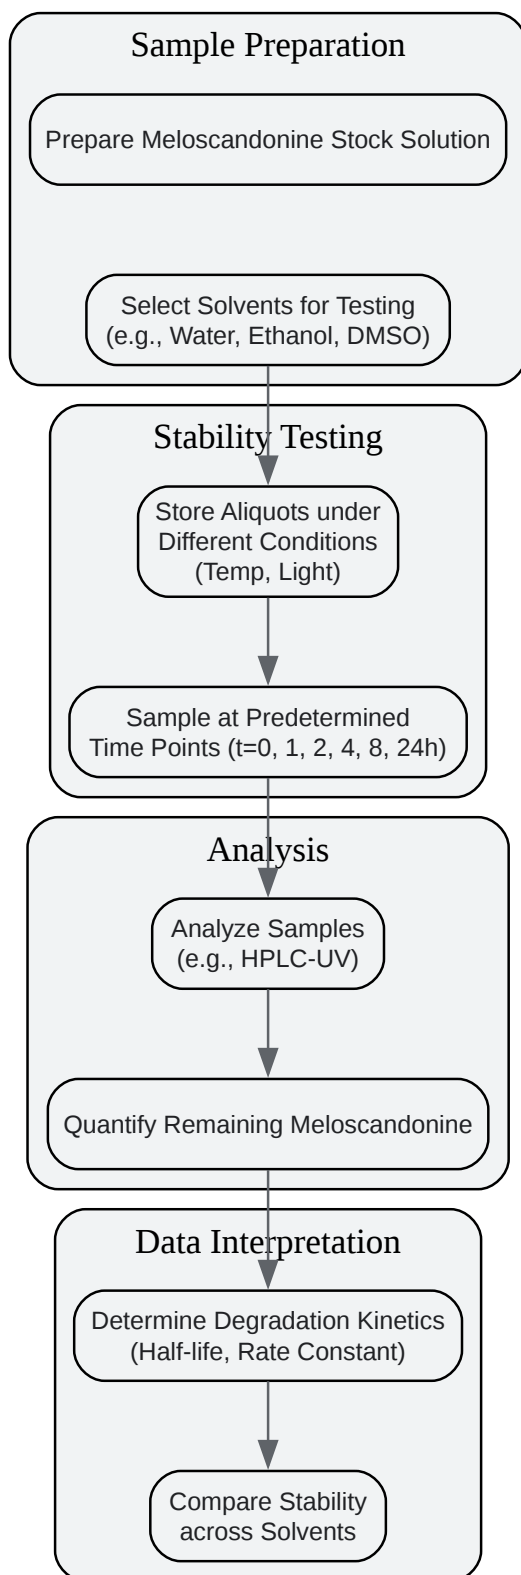 Sample Preparation
Prepare Meloscandonine Stock Solution
Select Solvents for Testing
(e.g., Water, Ethanol, DMSO)
Stability Testing
Store Aliquots under
Different Conditions
(Temp, Light)
Sample at Predetermined
Time Points (t=0, 1, 2, 4, 8, 24h)
Analysis
Analyze Samples
(e.g., HPLC-UV)
Quantify Remaining Meloscandonine
Data Interpretation
Determine Degradation Kinetics
(Half-life, Rate Constant)
Compare Stability
across Solvents